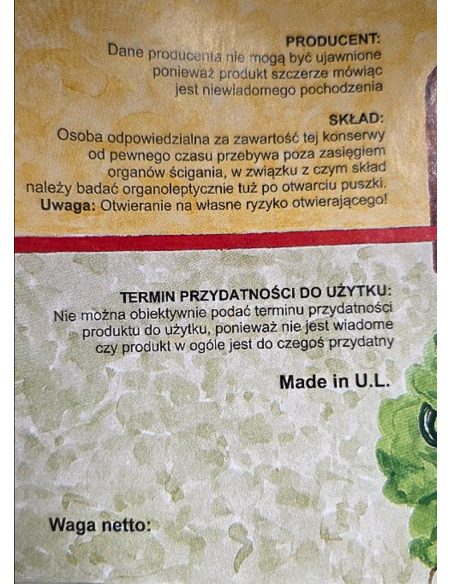 PRODUCENT:
Dane producenta nie mogą być ujawnione
ponieważ produkt szczerze mówiąc
jest niewiadomego pochodzenia
SKŁAD:
Osoba odpowiedzialna za zawartość tej konserwy
od pewnego czasu przebywa poza zasięgiem
organów ścigania, w związku z czym skład
należy badać organoleptycznie tuż po otwarciu puszki.
Uwaga: Otwieranie na własne ryzyko otwierającego!
TERMIN PRZYDATNOŚCI DO UŻYTKU:
Nie można obiektywnie podać terminu przydatności
produktu do użytku, ponieważ nie jest wiadome
czy produkt w ogóle jest do czegoś przydatny
Made in U.L.
Waga netto: